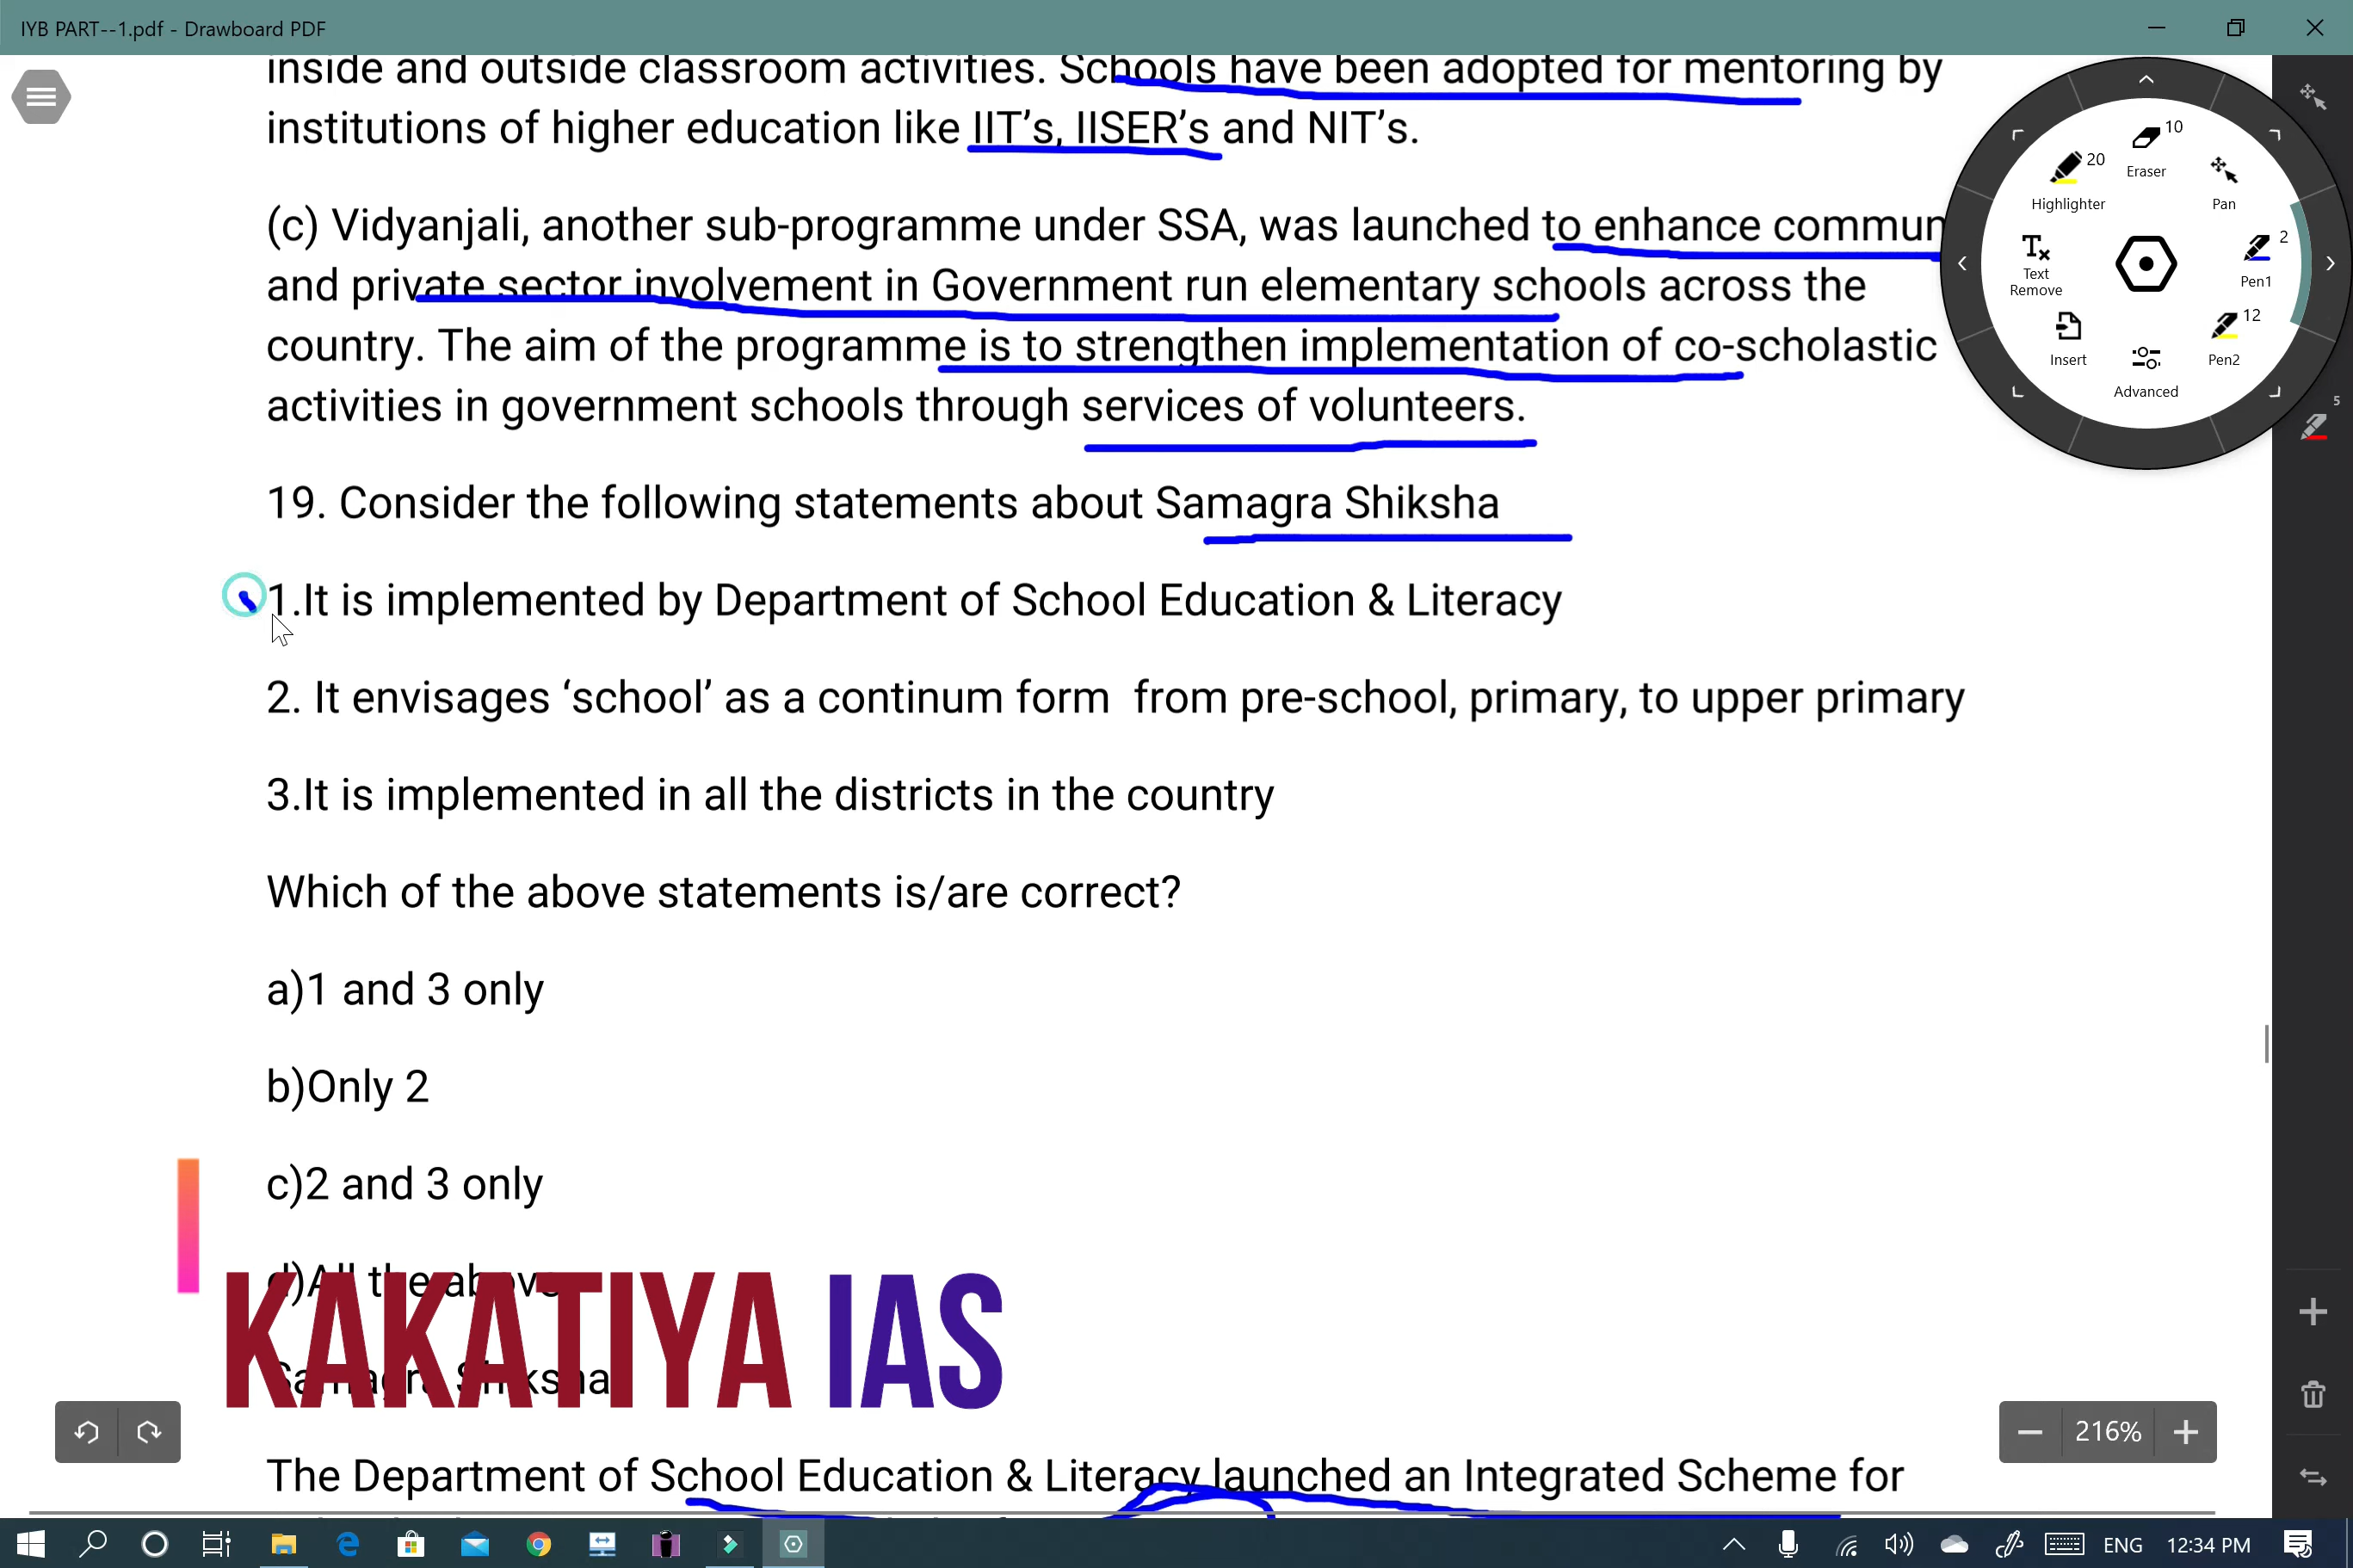 IYB PART--1.pdf - Drawboard PDF
inside and outside classroom activities. Schools have been adopted for mentoring by
institutions of higher education like IIT's, IISER's and NIT's.
(c) Vidyanjali, another sub-programme under SSA, was launched to enhance commun
and private sector involvement in Government run elementary schools across the
country. The aim of the programme is to strengthen implementation of co-scholastic
activities in government schools through services of volunteers.
19. Consider the following statements about Samagra Shiksha
1.It is implemented by Department of School Education & Literacy
2. It envisages ‘school’ as a continum form from pre-school, primary, to upper primary
3.It is implemented in all the districts in the country
Which of the above statements is/are correct?
a)1 and 3 only
b)Only 2
c)2 and 3 only
d)All the above
KAKATIYA IAS
Samagra Shiksha
The Department of School Education & Literacy launched an Integrated Scheme for
10
Eraser
20
Highlighter
Pan
Text
Remove
2
Pen1
Insert
12
Pen2
Advanced
5
216%
ENG
12:34 PM